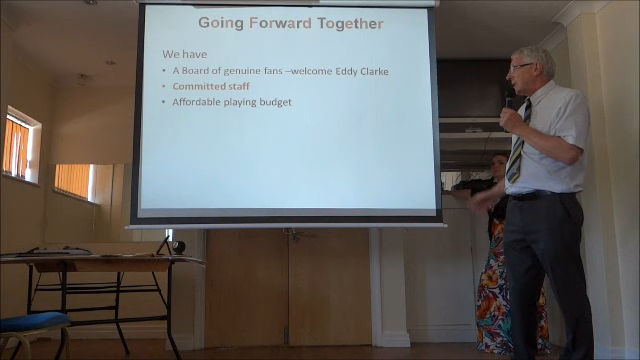 Going Forward Together
We have
• A Board of genuine fans –welcome Eddy Clarke
• Committed staff
• Affordable playing budget